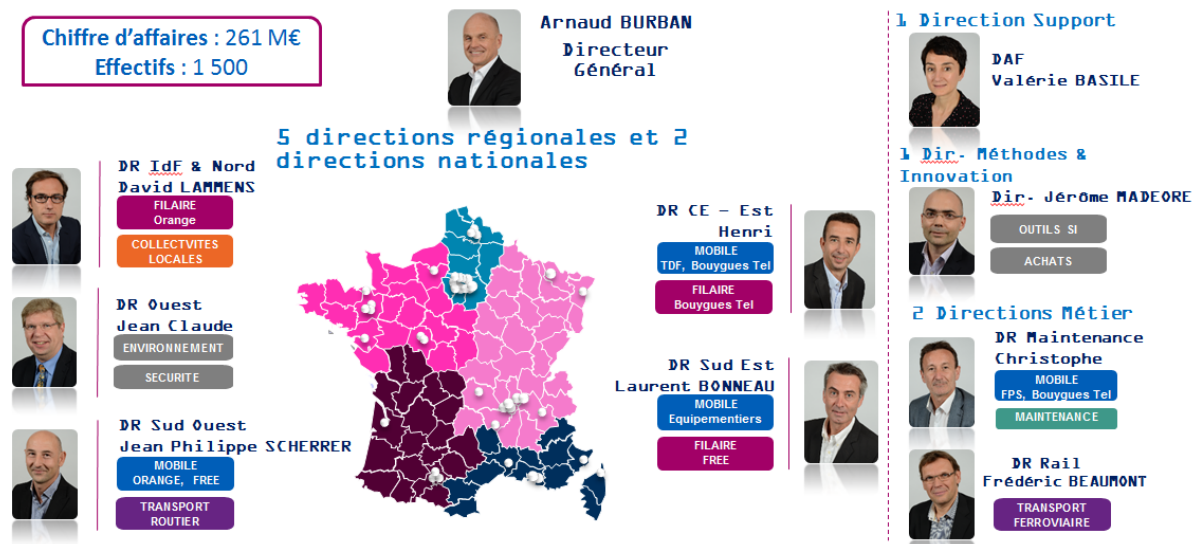 Chiffre d'affaires : 261 M€
Effectifs : 1 500
Arnaud BURBAN
Directeur
Général
5 directions régionales et 2
directions nationales
DR IdF & Nord
David LAMMENS
FILAIRE
Orange
COLLECTVITES
LOCALES
DR Ouest
Jean Claude
ENVIRONNEMENT
SECURITE
DR Sud Ouest
Jean Philippe SCHERRER
MOBILE
ORANGE, FREE
TRANSPORT
ROUTIER
DR CE – Est
Henri
MOBILE
TDF, Bouygues Tel
FILAIRE
Bouygues Tel
DR Sud Est
Laurent BONNEAU
MOBILE
Equipementiers
FILAIRE
FREE
1 Direction Support
DAF
Valérie BASILE
1 Dir- Méthodes &
Innovation
Dir- Jérôme MADEORE
OUTILS SI
ACHATS
2 Directions Métier
DR Maintenance
Christophe
MOBILE
FPS, Bouygues Tel
MAINTENANCE
DR Rail
Frédéric BEAUMONT
TRANSPORT
FERROVIAIRE